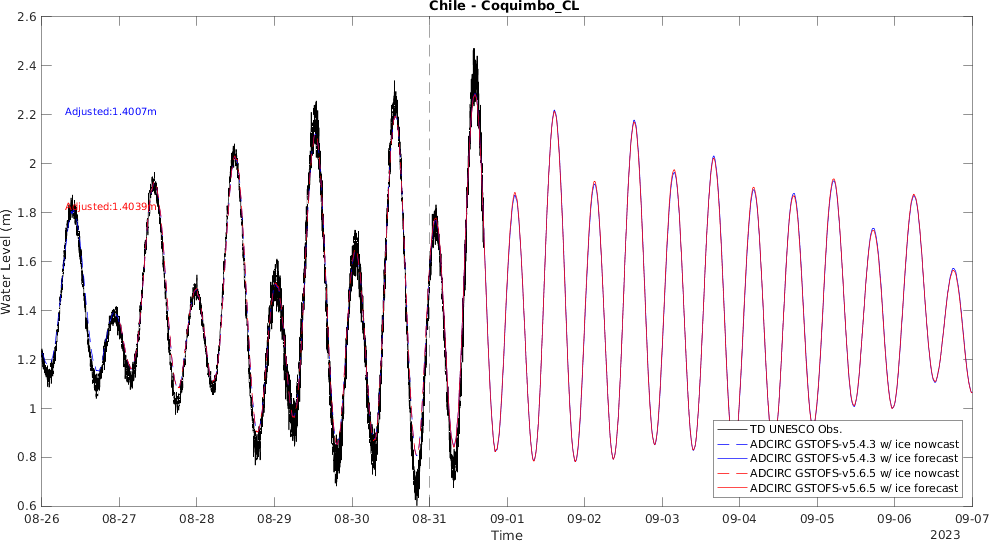 Chile - Coquimbo_CL
2.6
2.4
2.2
2
1.8
1.6
1.4
1.2
1
0.8
0.6
Water Level (m)
Adjusted:1.4007m
Adjusted:1.4039m
TD UNESCO Obs.
ADCIRC GSTOFS-v5.4.3 w/ ice nowcast
ADCIRC GSTOFS-v5.4.3 w/ ice forecast
ADCIRC GSTOFS-v5.6.5 w/ ice nowcast
ADCIRC GSTOFS-v5.6.5 w/ ice forecast
08-26 08-27 08-28 08-29 08-30 08-31 09-01 09-02 09-03 09-04 09-05 09-06 09-07
Time
2023